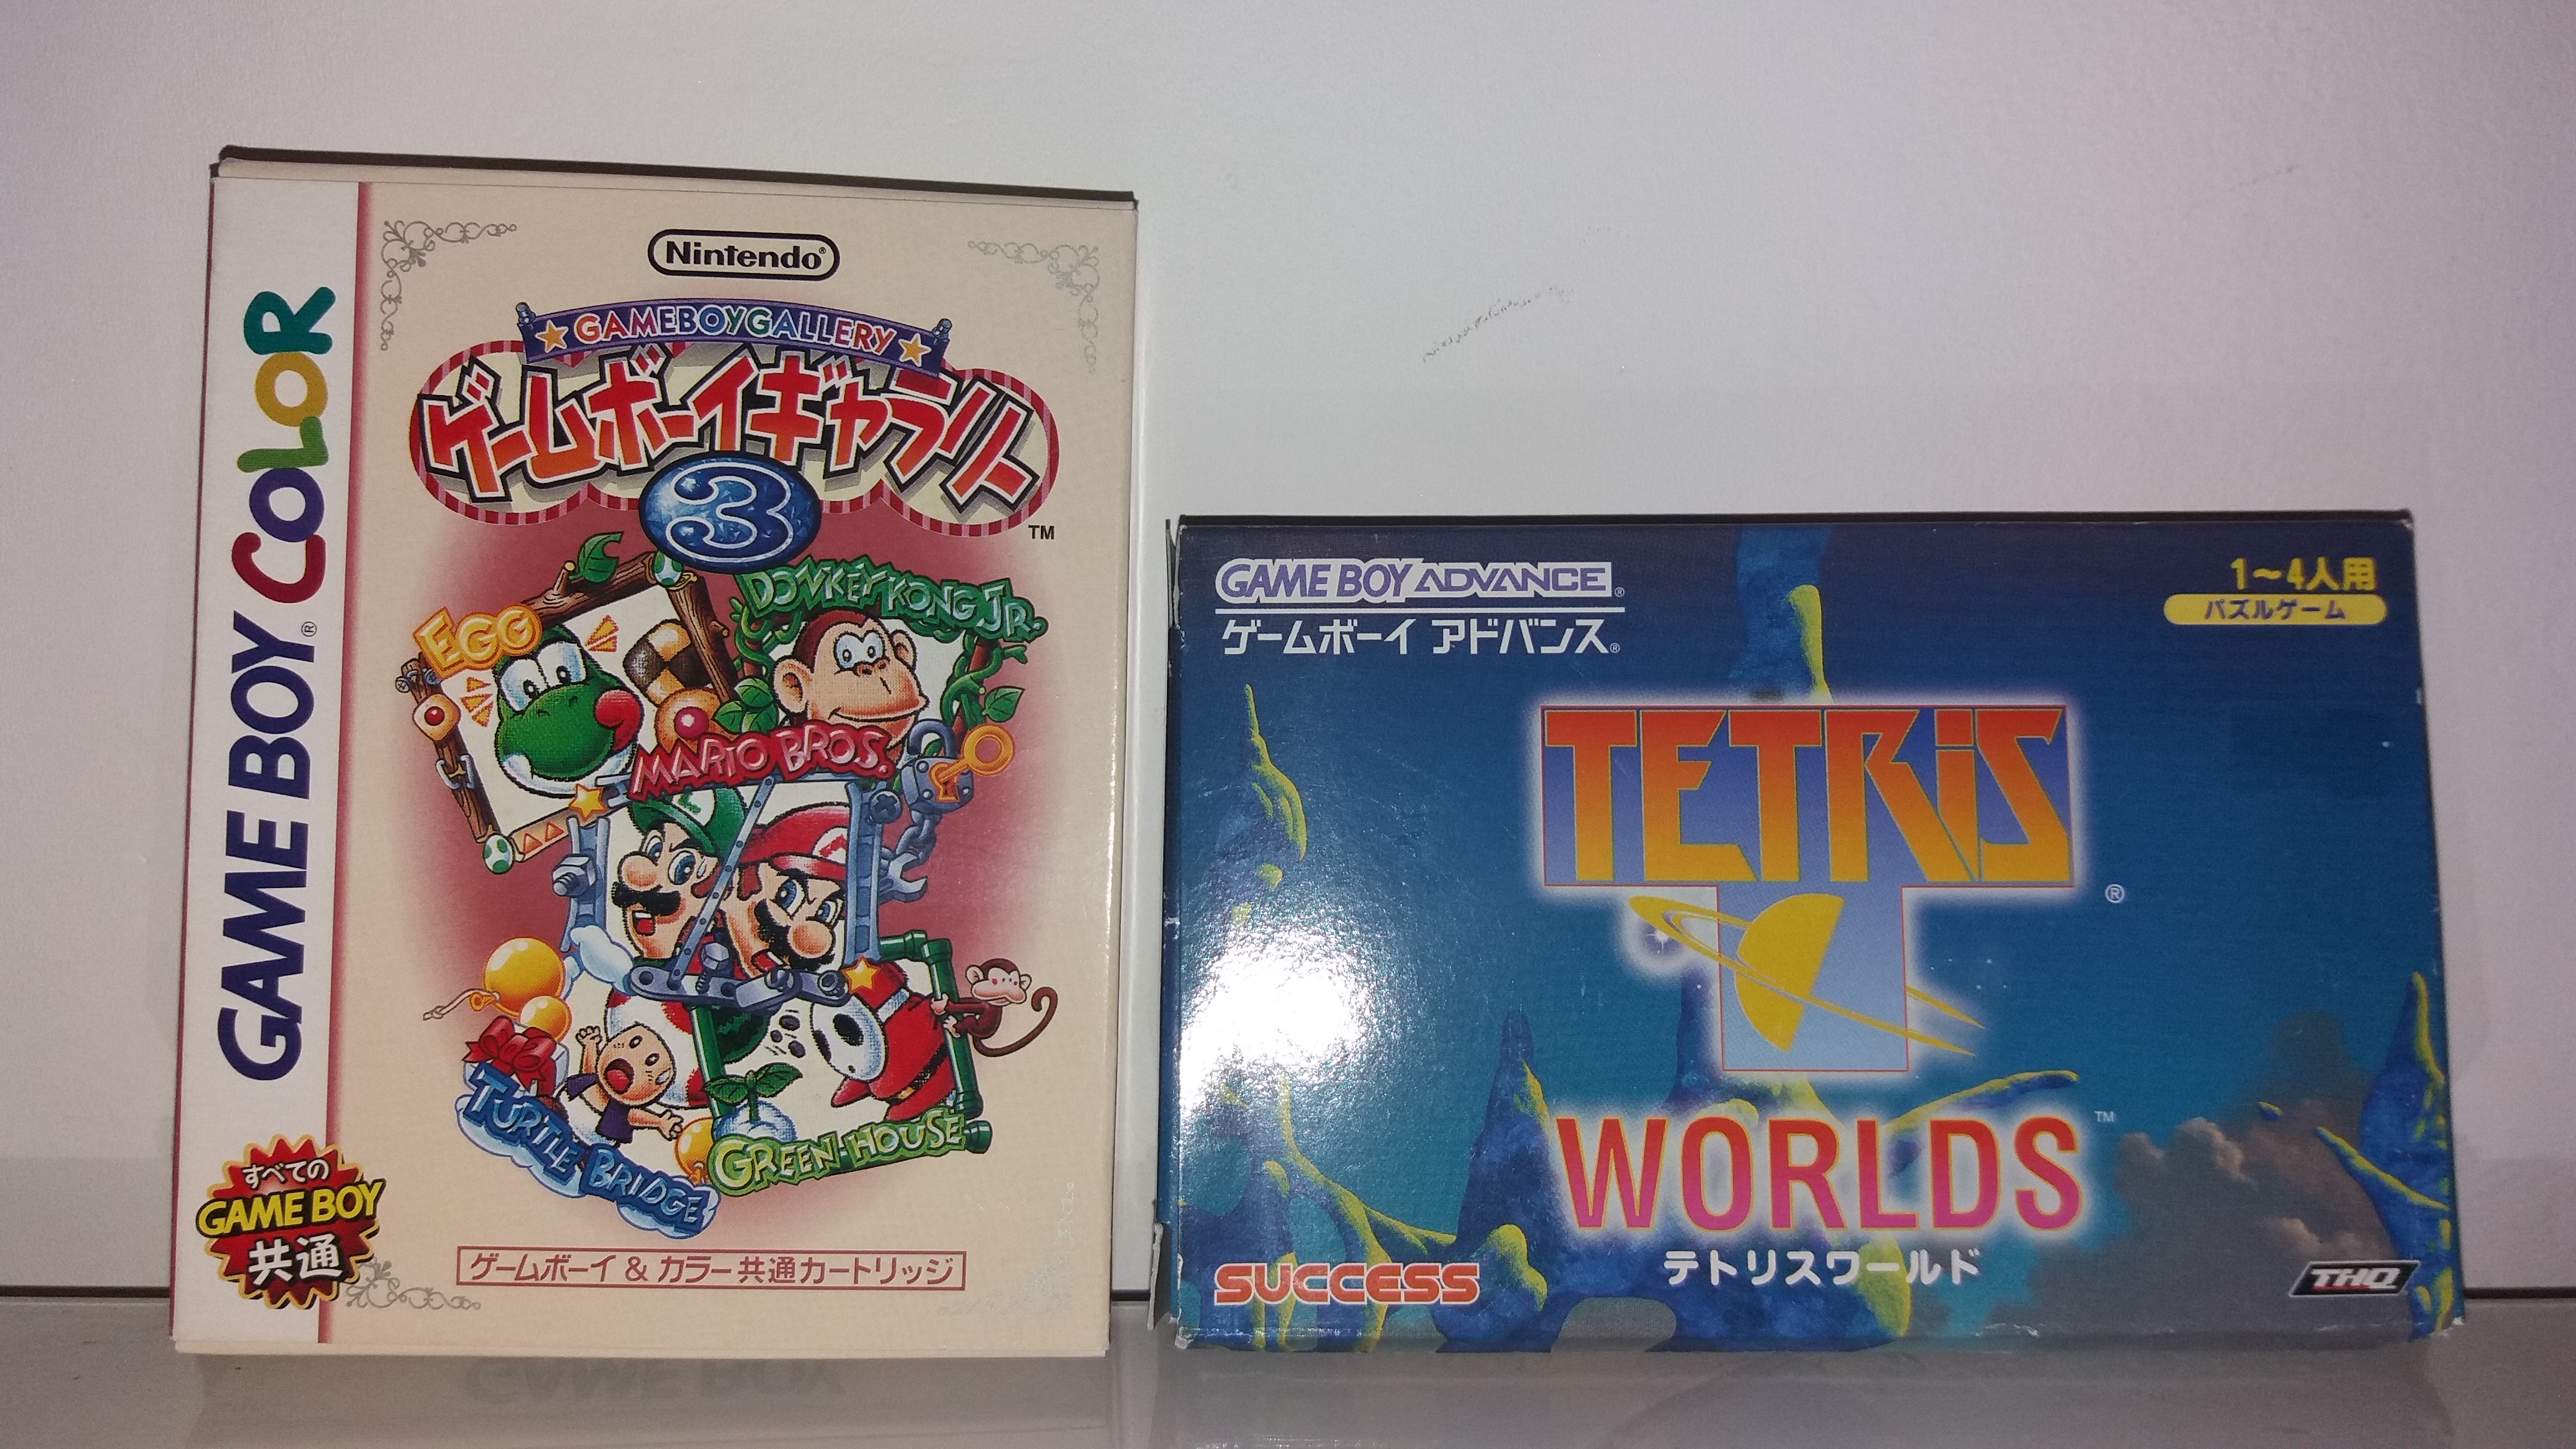 GAME BOY COLOR
®
Nintendo®
GAMEBOYGALLERY
ゲームボーイギャラリー
3
TM
EGG
DONKEY KONG JR.
MARIO BROS.
TURTLE BRIDGE
GREEN HOUSE
すべての
GAME BOY
共通
ゲームボーイ & カラー共通カートリッジ
GAME BOY ADVANCE®
ゲームボーイ アドバンス®
1〜4人用
パズルゲーム
TETRiS
®
WORLDS
TM
テトリスワールド
SUCCESS
THQ